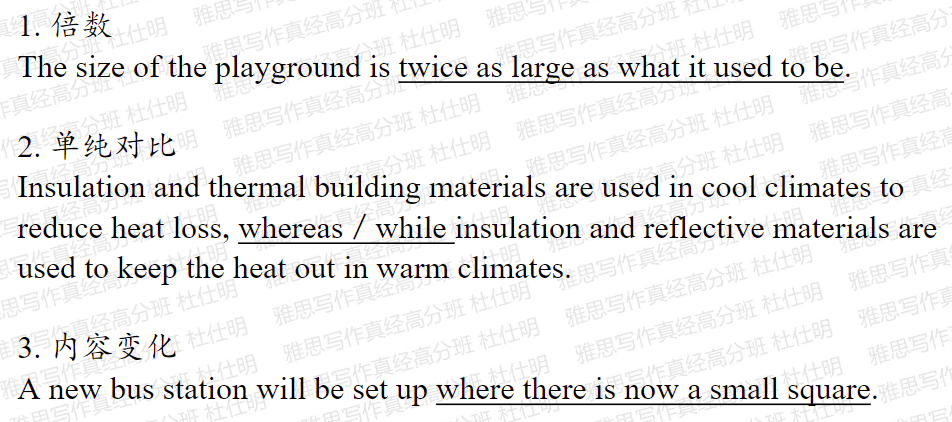 1. 倍数
The size of the playground is twice as large as what it used to be.
2. 单纯对比
Insulation and thermal building materials are used in cool climates to
reduce heat loss, whereas / while insulation and reflective materials are
used to keep the heat out in warm climates.
3. 内容变化
A new bus station will be set up where there is now a small square.
雅思写作真经高分班 杜仕明